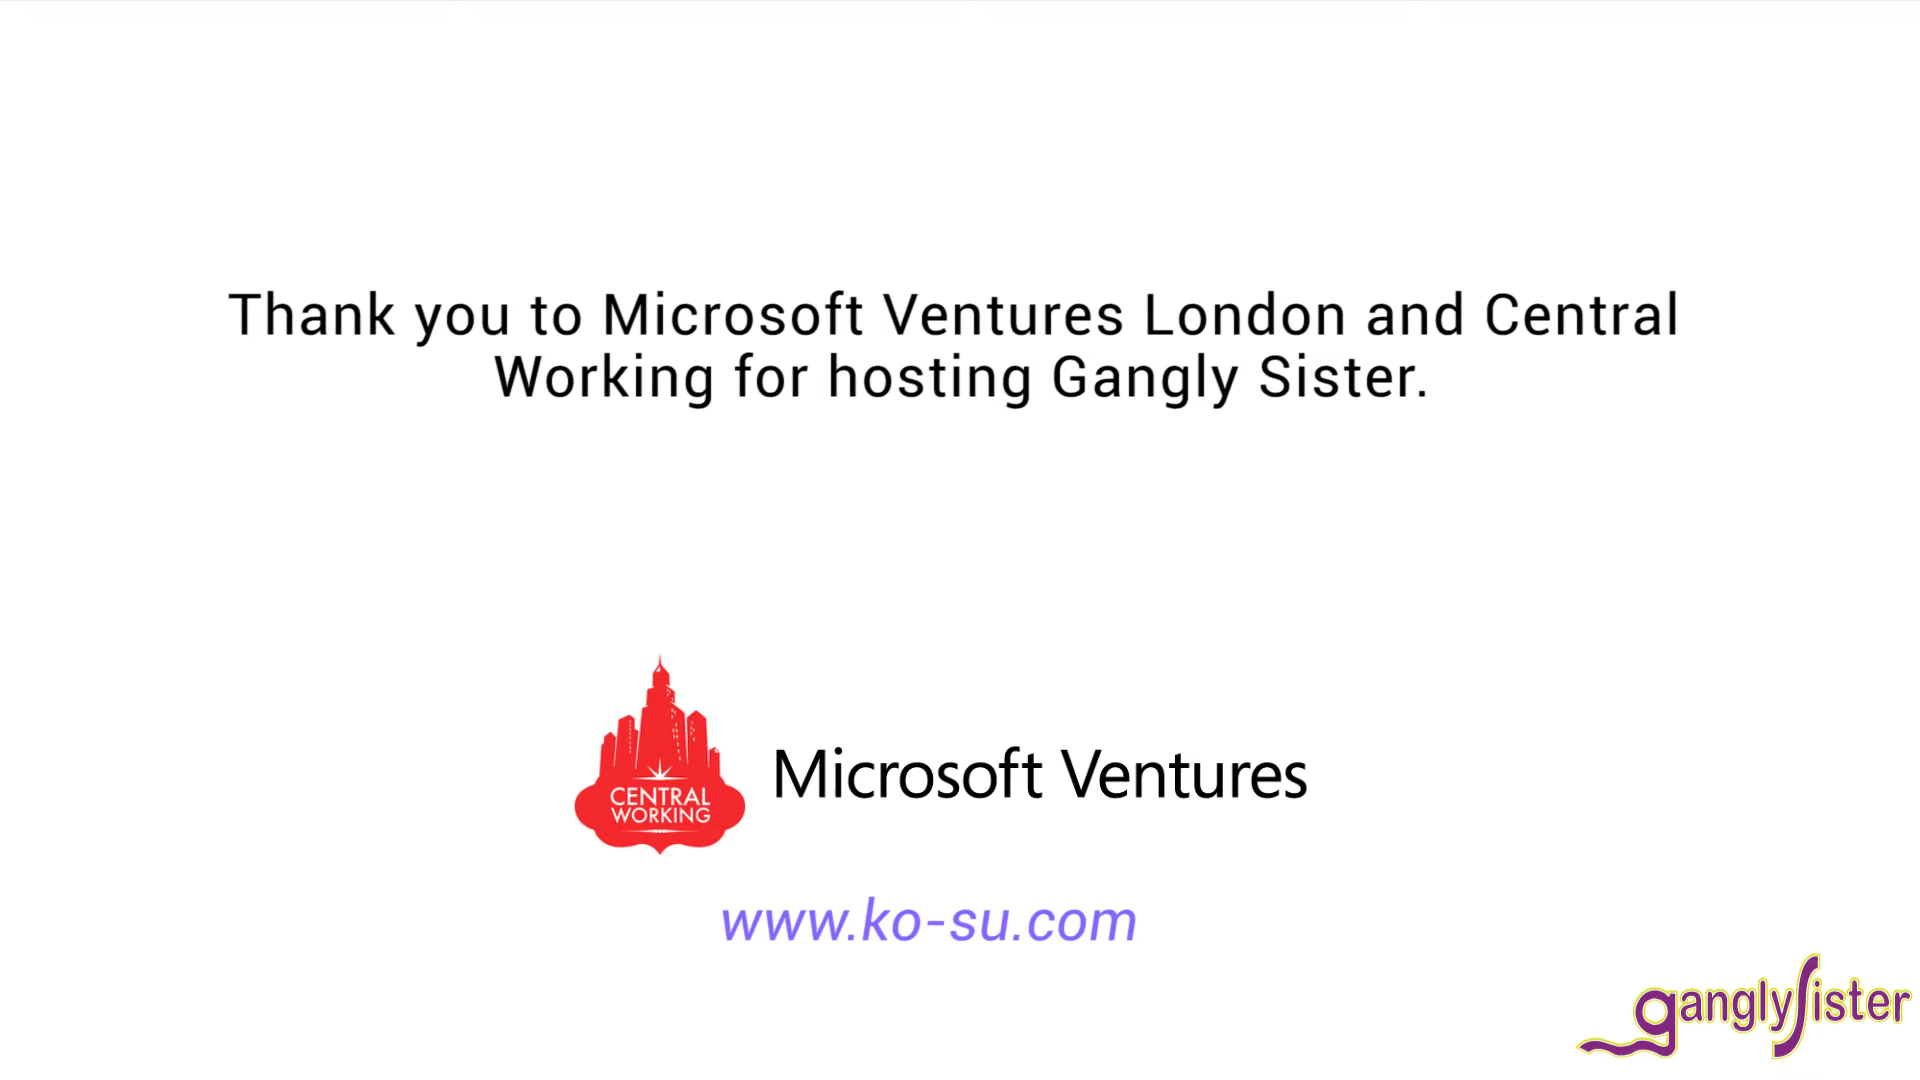 Thank you to Microsoft Ventures London and Central
Working for hosting Gangly Sister.
CENTRAL
WORKING
Microsoft Ventures
www.ko-su.com
ganglySister